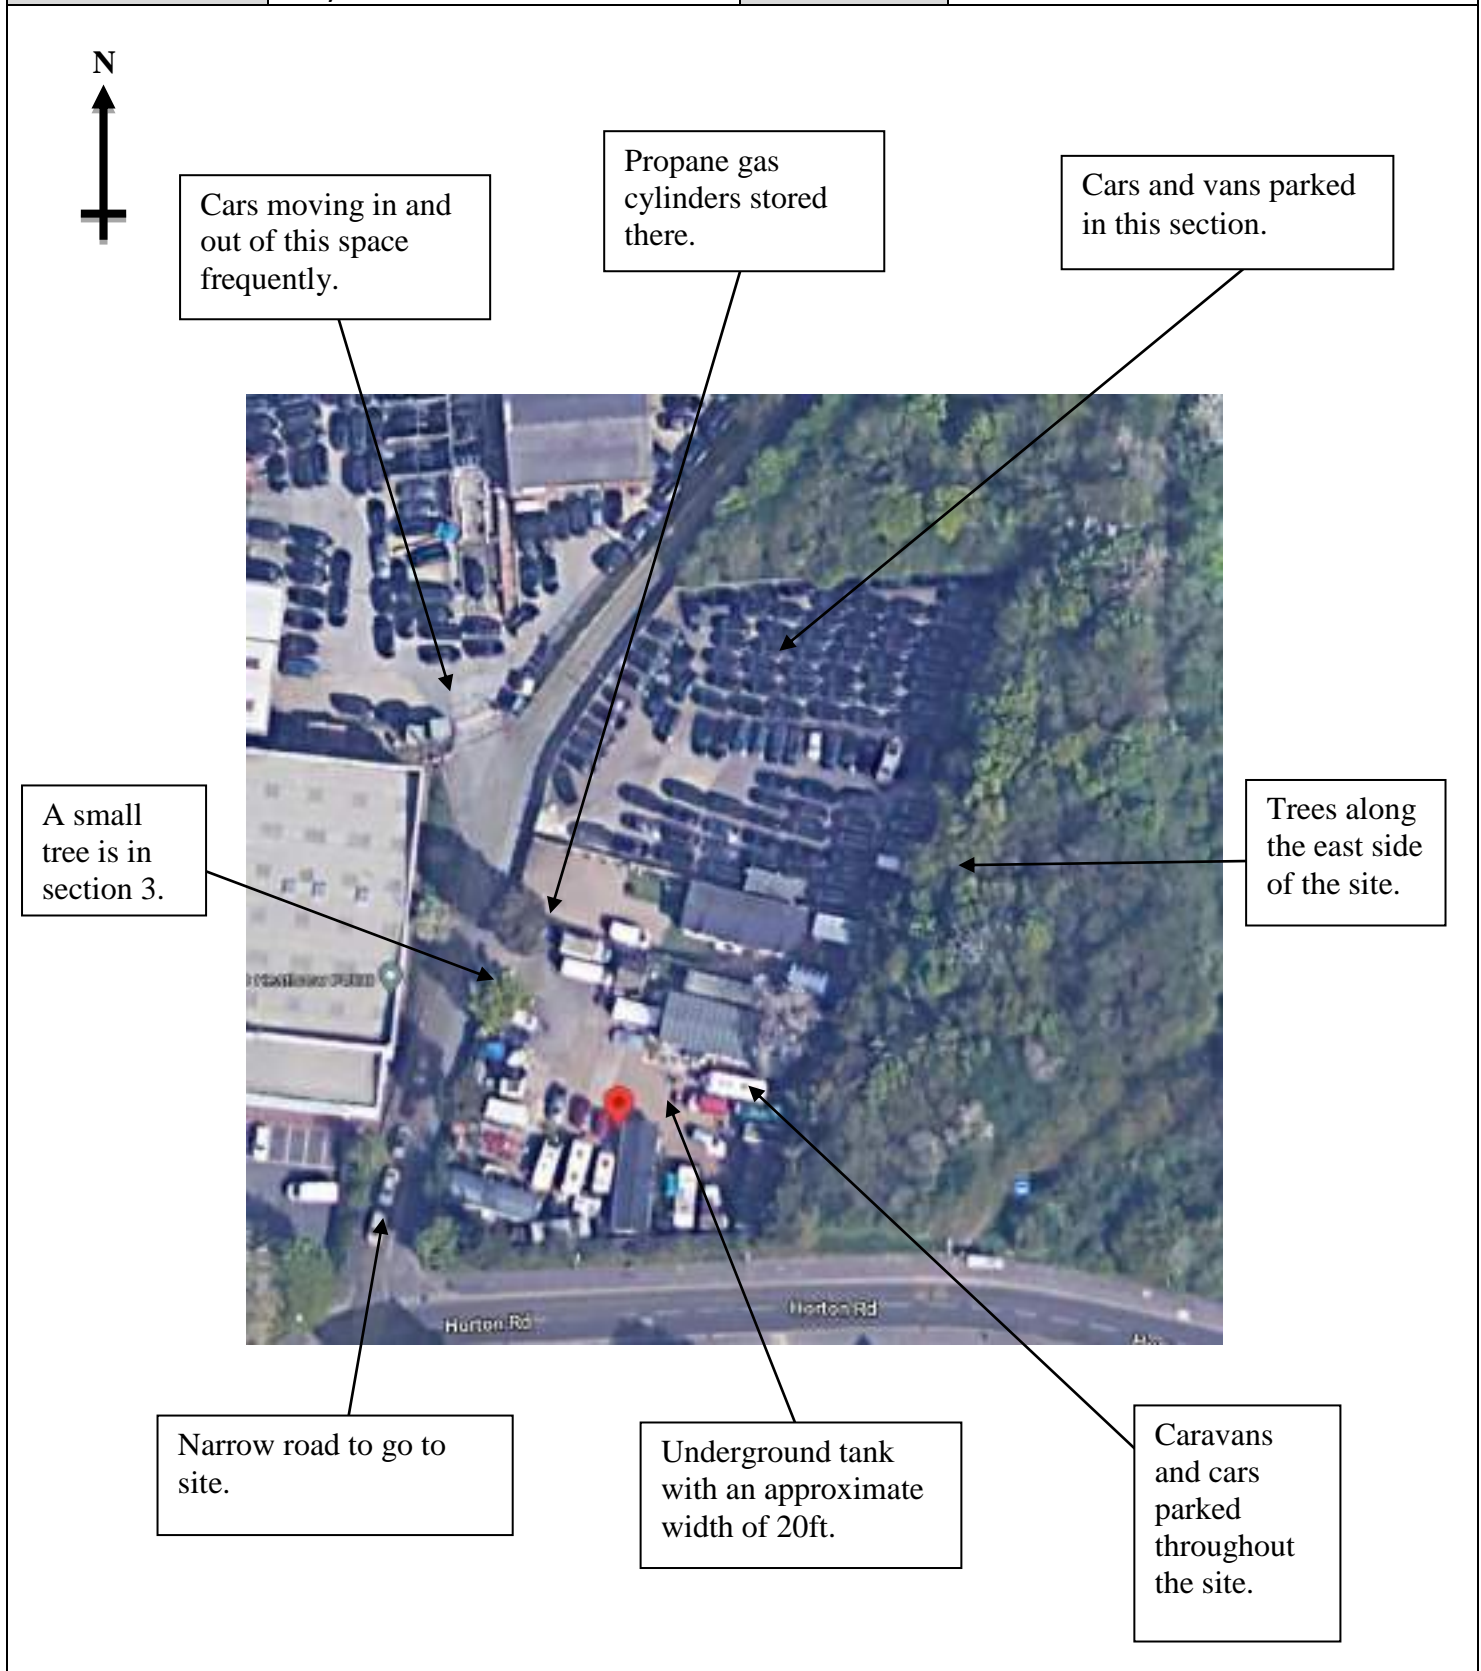 N
Propane gas
cylinders stored
there.
Cars and vans parked
in this section.
Cars moving in and
out of this space
frequently.
A small
tree is in
section 3.
Trees along
the east side
of the site.
Horton Rd
Horton Rd
Narrow road to go to
site.
Underground tank
with an approximate
width of 20ft.
Caravans
and cars
parked
throughout
the site.